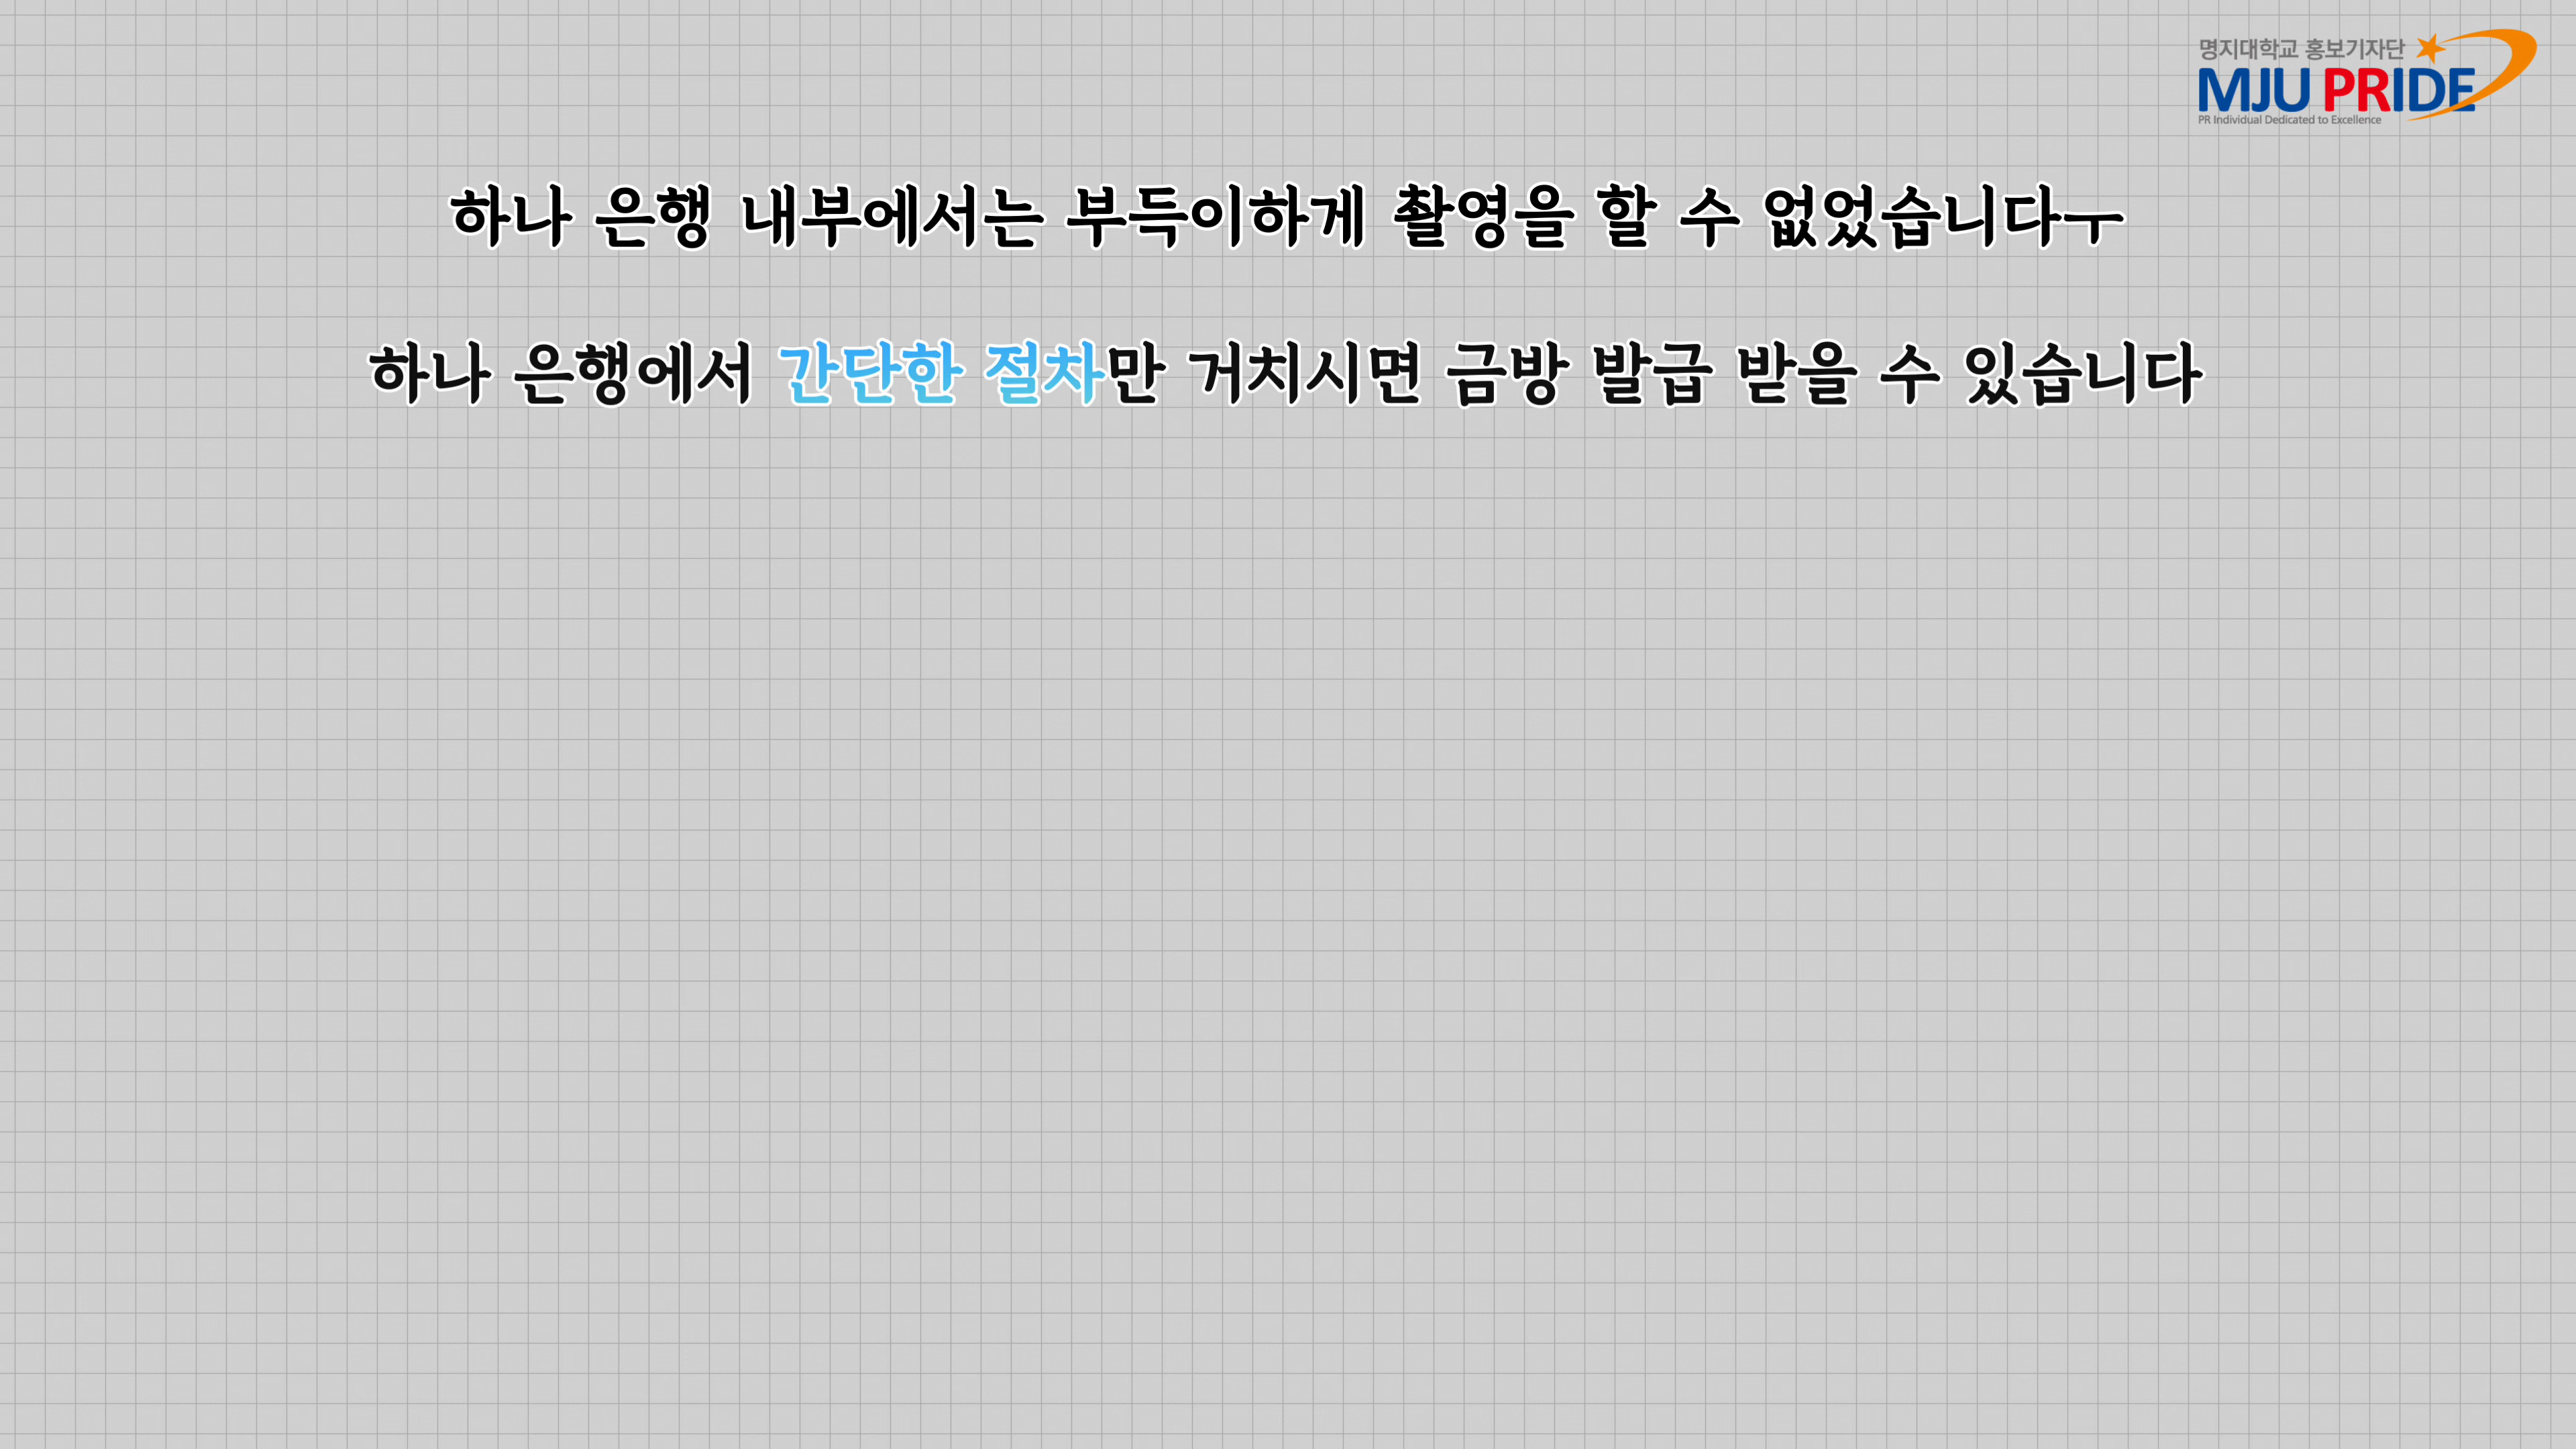 명지대학교 홍보기자단
MJU PRIDE
PR Individual Dedicated to Excellence
하나 은행 내부에서는 부득이하게 촬영을 할 수 없었습니다ㅜ
하나 은행에서 간단한 절차만 거치시면 금방 발급 받을 수 있습니다